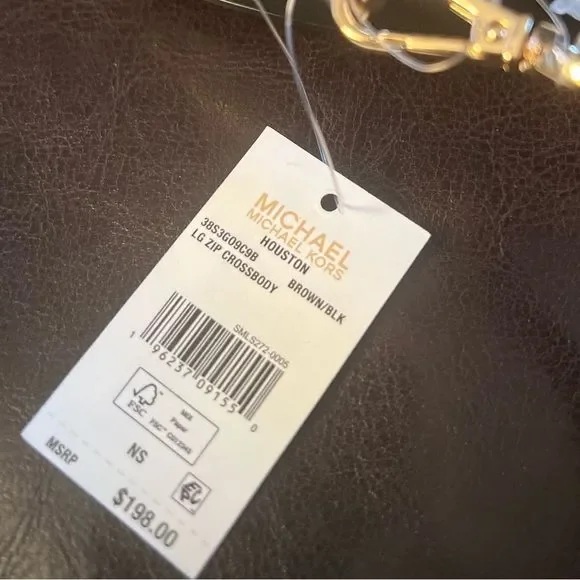 MICHAEL
MICHAEL KORS
HOUSTON
38S3G09C9B BROWN/BLK
LG ZIP CROSSBODY
SMLS272-0005
1 96237 09155 0
FSC
MIX
Paper
NS
MSRP
$198.00